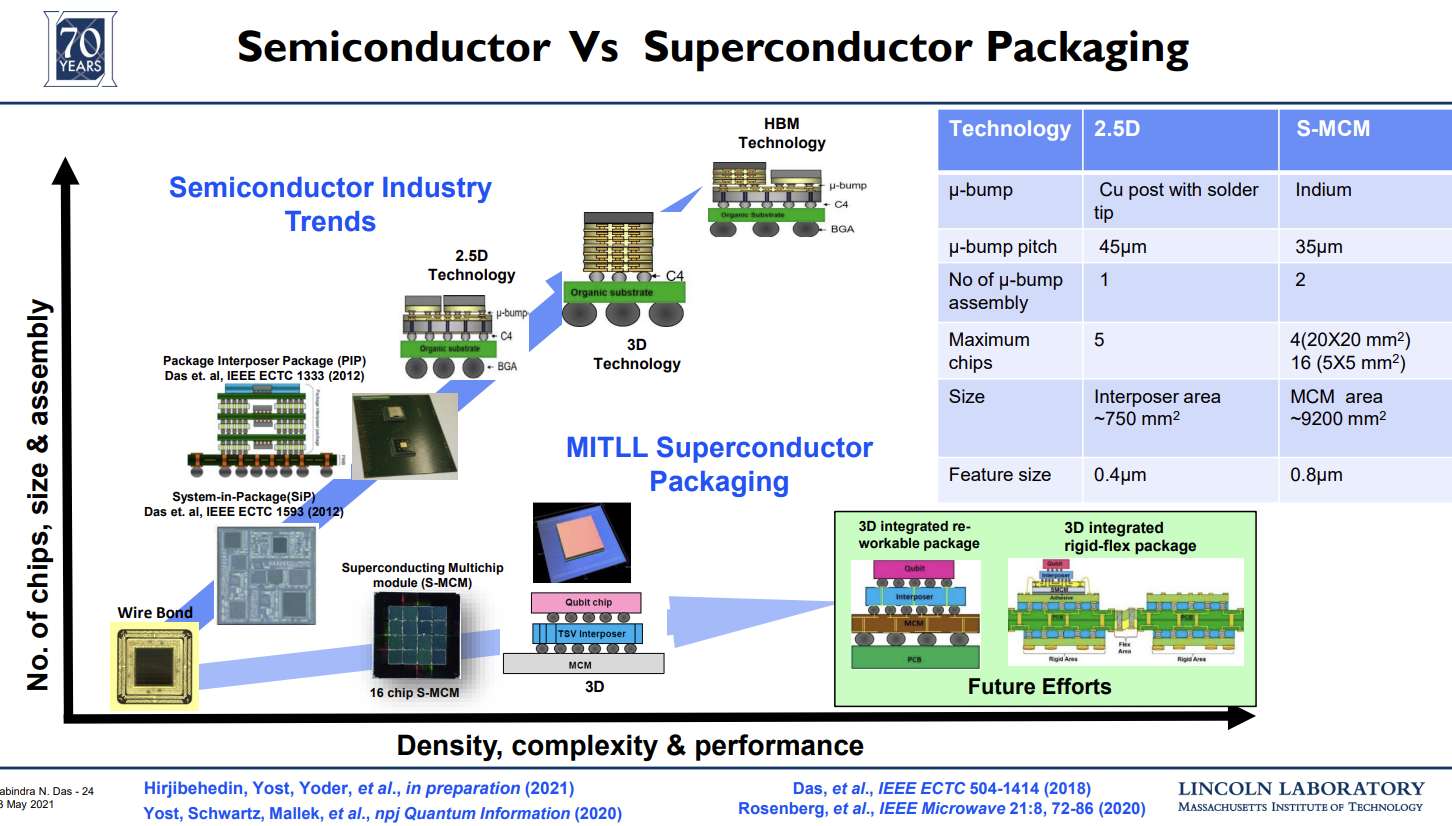 70
YEARS
Semiconductor Vs Superconductor Packaging
No. of chips, size & assembly
Semiconductor Industry
Trends
HBM
Technology
µ-bump
C4
Organic Substrate
BGA
2.5D
Technology
µ-bump
C4
Organic substrate
BGA
C4
Organic substrate
3D
Technology
Package Interposer Package (PIP)
Das et. al, IEEE ECTC 1333 (2012)
Package Interposer package
System-in-Package(SiP)
Das et. al, IEEE ECTC 1593 (2012)
Wire Bond
MITLL Superconductor
Packaging
Superconducting Multichip
module (S-MCM)
16 chip S-MCM
Qubit chip
TSV Interposer
MCM
3D
Technology 2.5D S-MCM
µ-bump Cu post with solder Indium
tip
µ-bump pitch 45µm 35µm
No of µ-bump 1 2
assembly
Maximum 5 4(20X20 mm²)
chips 16 (5X5 mm²)
Size Interposer area MCM area
~750 mm² ~9200 mm²
Feature size 0.4µm 0.8µm
3D integrated re-
workable package
Qubit
Interposer
MCM
PCB
3D integrated
rigid-flex package
Qubit
Interposer
SMCM
Adhesive
PCB PCB
Flex
Area
Rigid Area Rigid Area
Future Efforts
Density, complexity & performance
abindra N. Das - 24
May 2021
Hirjibehedin, Yost, Yoder, et al., in preparation (2021)
Yost, Schwartz, Mallek, et al., npj Quantum Information (2020)
Das, et al., IEEE ECTC 504-1414 (2018)
Rosenberg, et al., IEEE Microwave 21:8, 72-86 (2020)
LINCOLN LABORATORY
MASSACHUSETTS INSTITUTE OF TECHNOLOGY